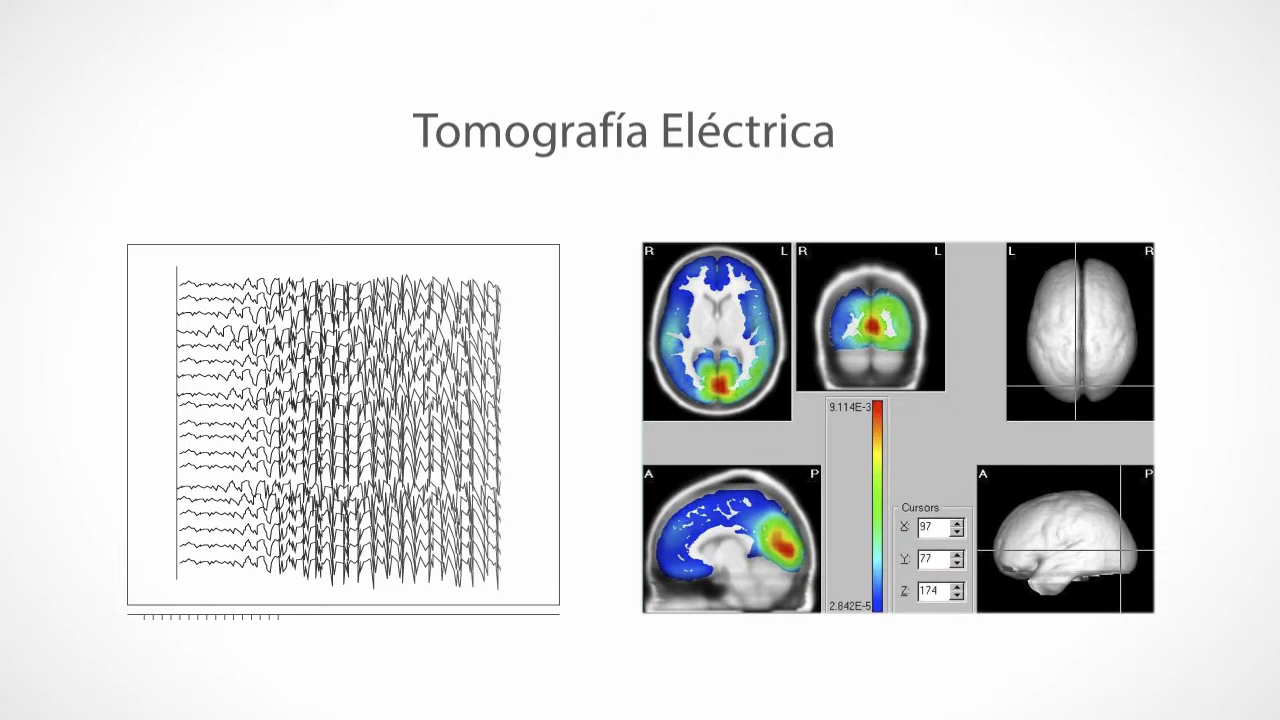 Tomografía Eléctrica
R L
R L
L R
9.114E-3
A P
A P
Cursors
X: 97
Y: 77
Z: 174
2.842E-5